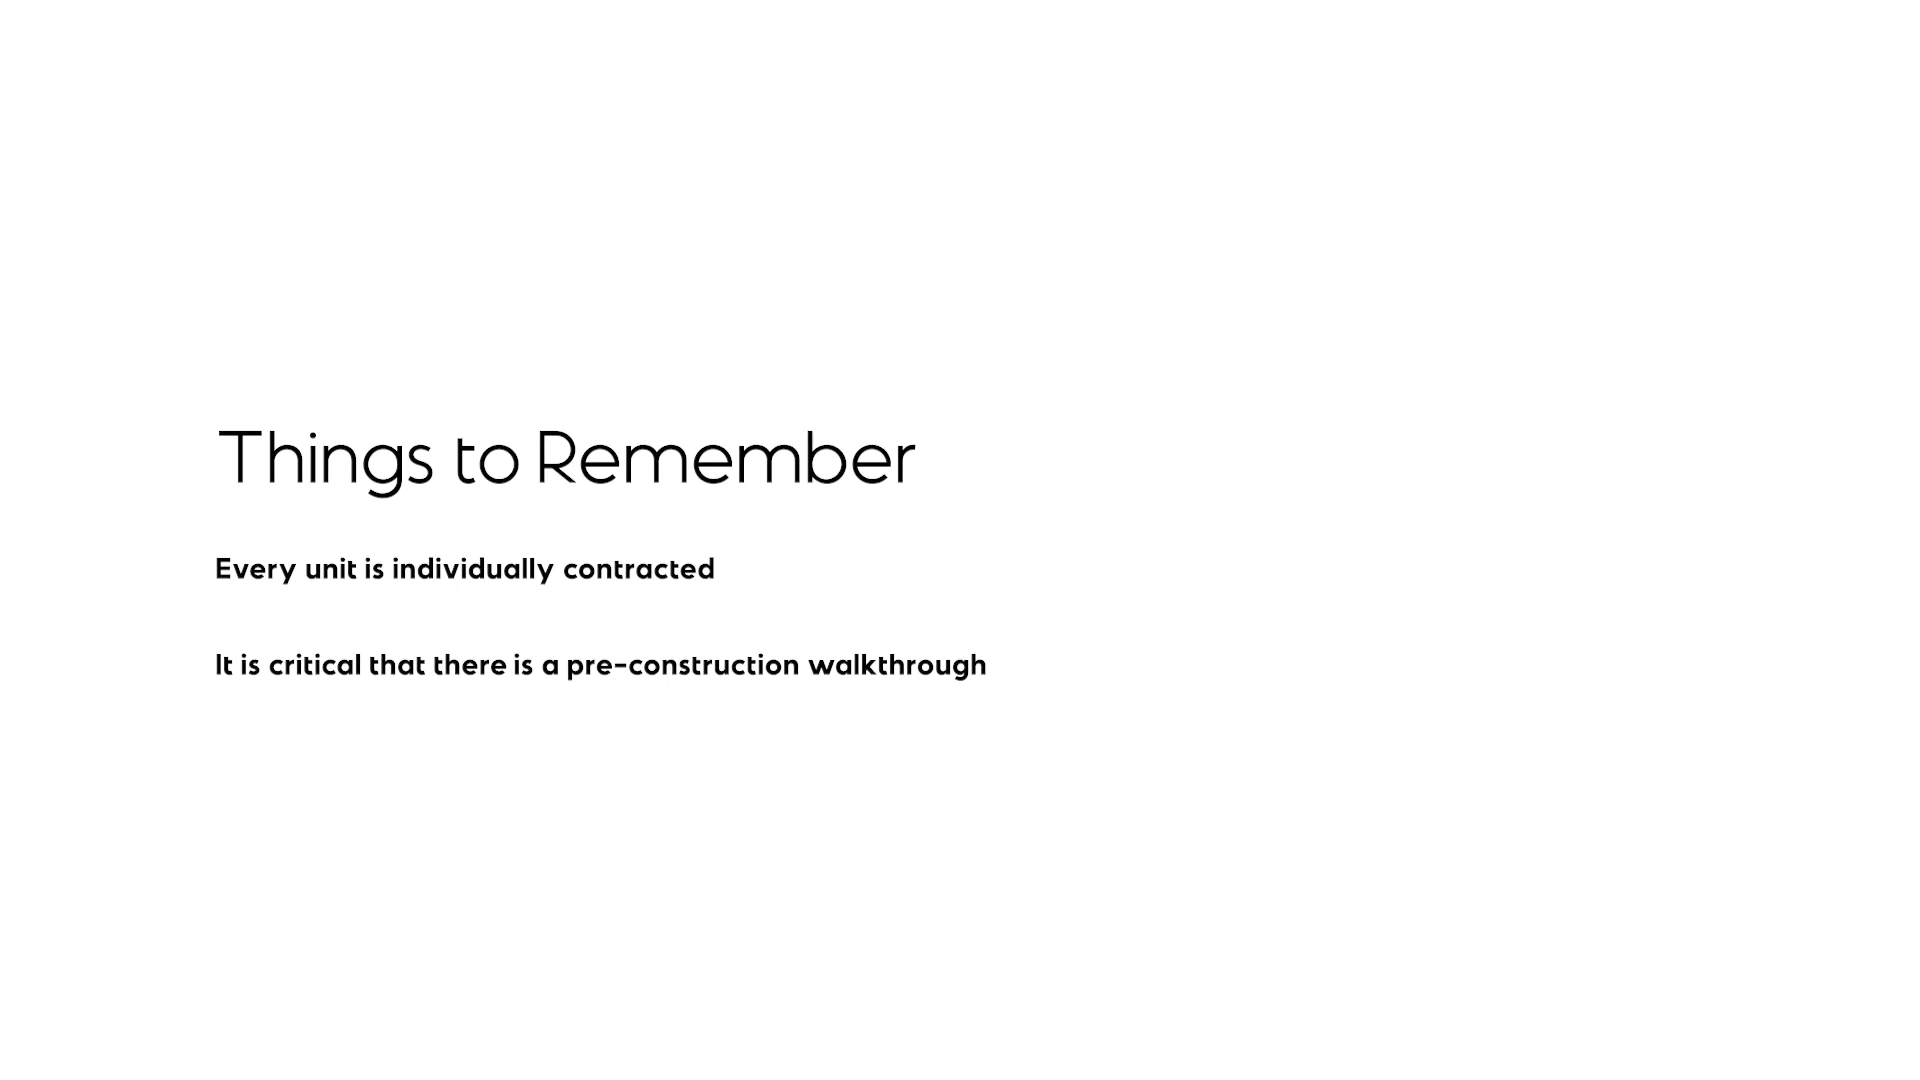 Things to Remember
Every unit is individually contracted
It is critical that there is a pre-construction walkthrough